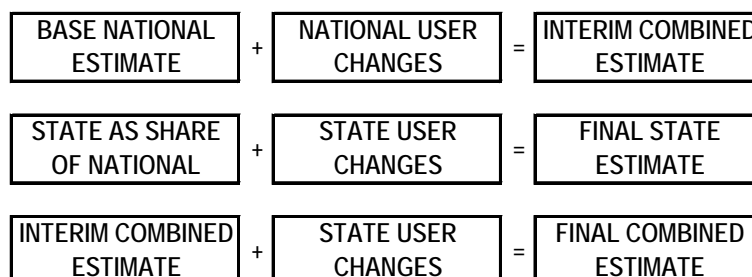 BASE NATIONAL ESTIMATE + NATIONAL USER CHANGES = INTERIM COMBINED ESTIMATE
STATE AS SHARE OF NATIONAL + STATE USER CHANGES = FINAL STATE ESTIMATE
INTERIM COMBINED ESTIMATE + STATE USER CHANGES = FINAL COMBINED ESTIMATE